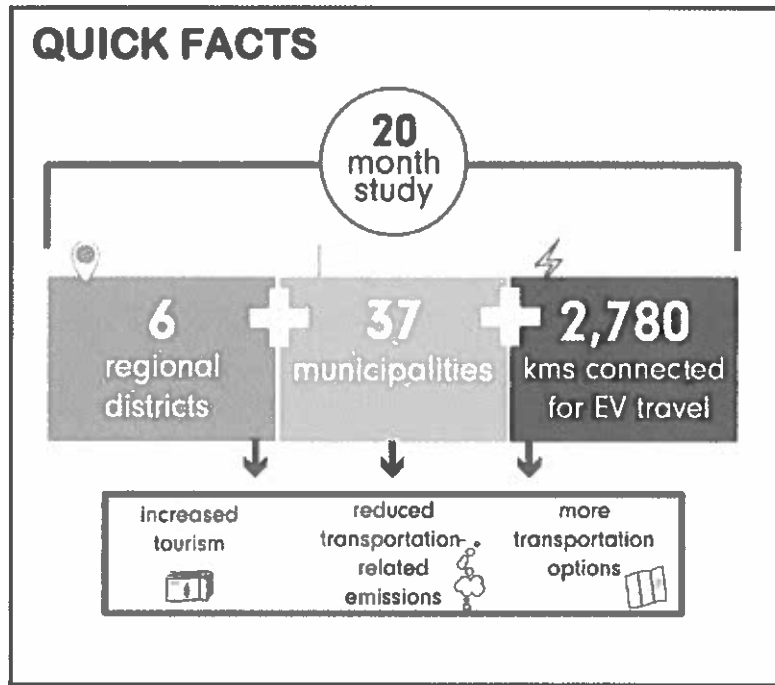 QUICK FACTS
20
month
study
6
regional
districts
37
municipalities
2,780
kms connected
for EV travel
increased
tourism
reduced
transportation-
related
emissions
more
transportation
options